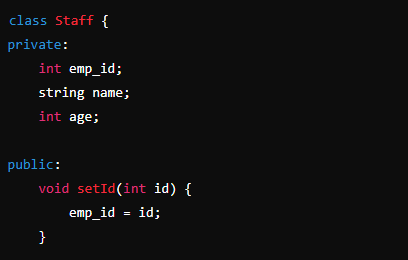 class Staff {
private:
    int emp_id;
    string name;
    int age;

public:
    void setId(int id) {
        emp_id = id;
    }